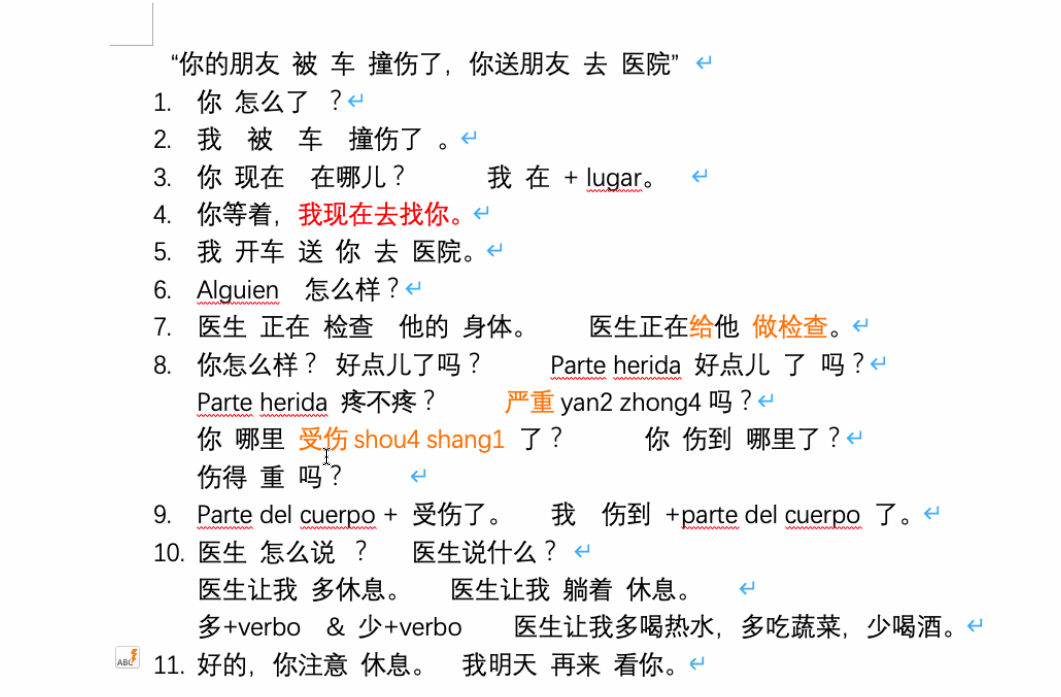 “你的朋友 被 车 撞伤了，你送朋友 去 医院” ↵
1. 你 怎么了 ？↵
2. 我 被 车 撞伤了 。↵
3. 你 现在 在哪儿？ 我 在 + lugar。 ↵
4. 你等着，我现在去找你。↵
5. 我 开车 送 你 去 医院。↵
6. Alguien 怎么样？↵
7. 医生 正在 检查 他的 身体。 医生正在给他 做检查。↵
8. 你怎么样？ 好点儿了吗？ Parte herida 好点儿 了 吗？↵
Parte herida 疼不疼？ 严重 yan2 zhong4 吗？↵
你 哪里 受伤 shou4 shang1 了？ 你 伤到 哪里了？↵
伤得 重 吗？ ↵
9. Parte del cuerpo + 受伤了。 我 伤到 +parte del cuerpo 了。↵
10. 医生 怎么说 ？ 医生说什么？ ↵
医生让我 多休息。 医生让我 躺着 休息。 ↵
多+verbo & 少+verbo 医生让我多喝热水，多吃蔬菜，少喝酒。↵
ABC 11. 好的，你注意 休息。 我明天 再来 看你。↵